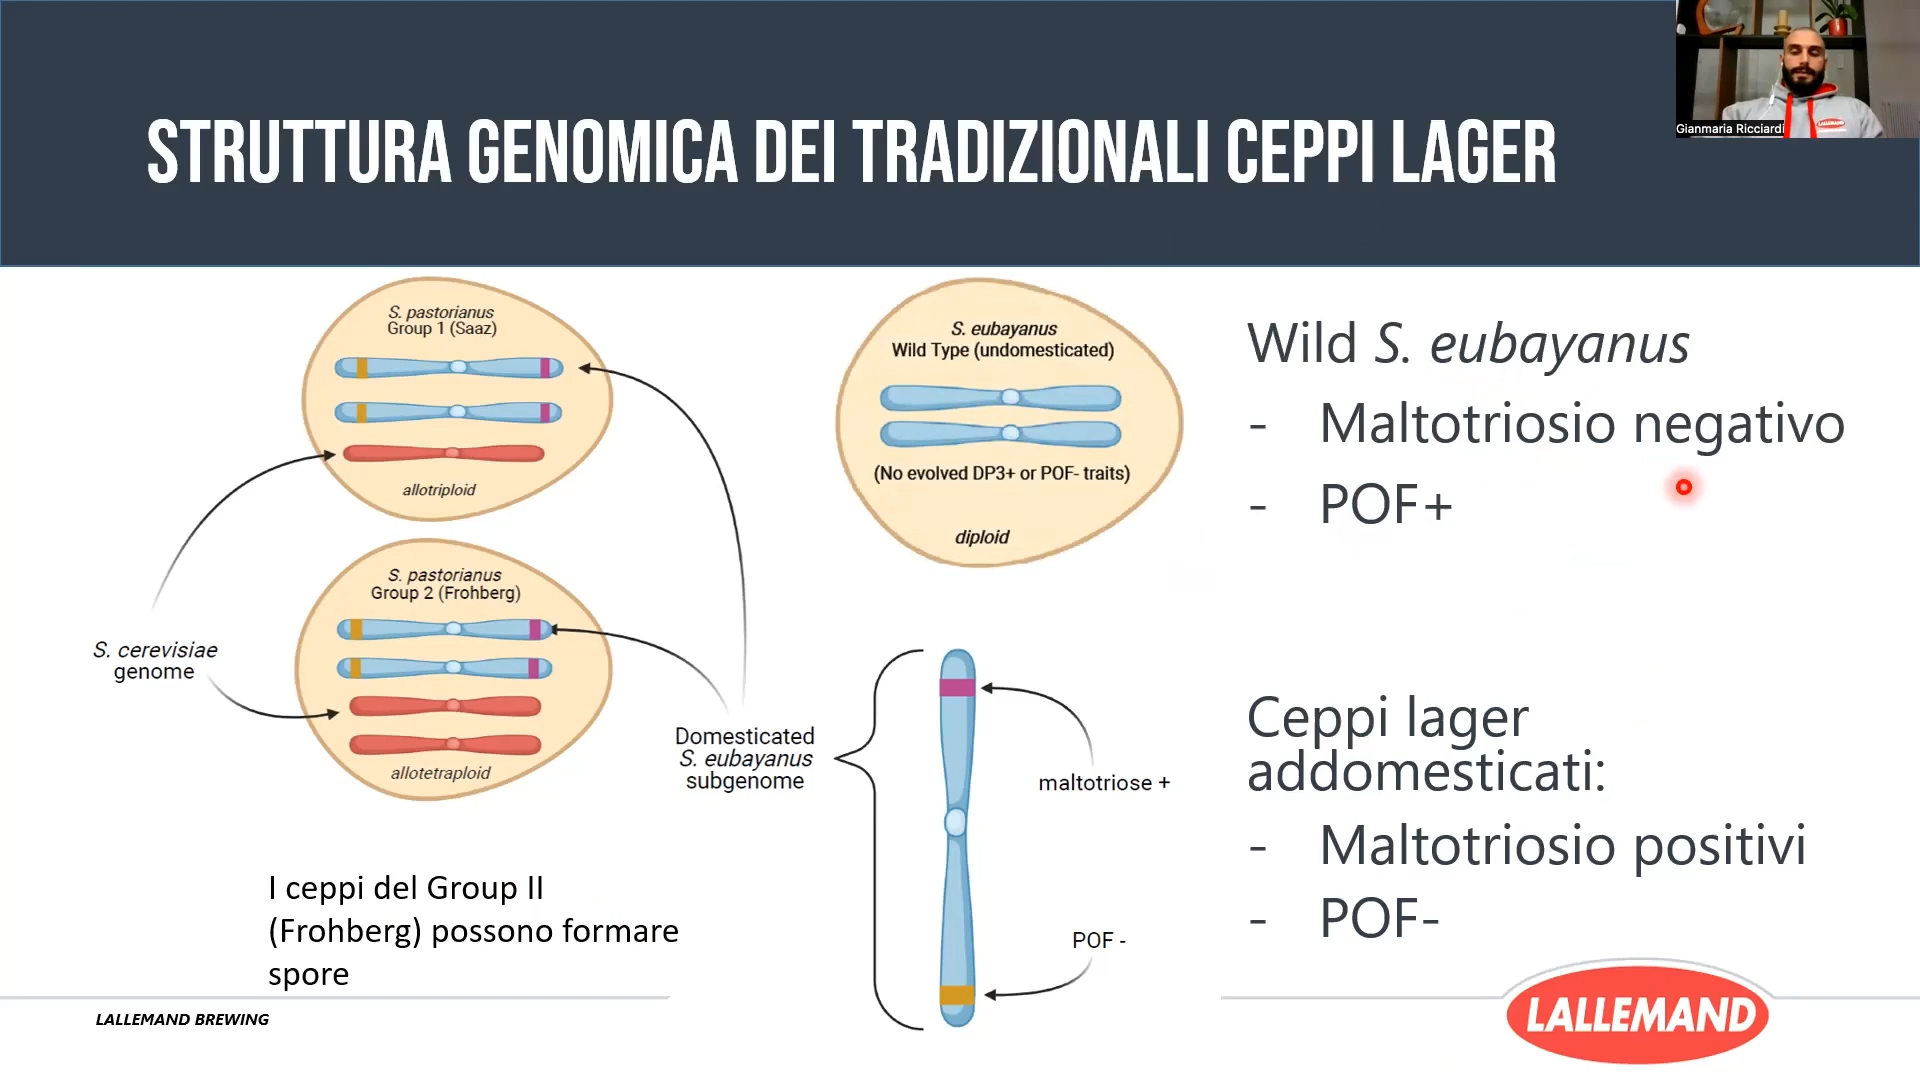 STRUTTURA GENOMICA DEI TRADIZIONALI CEPPI LAGER
Gianmaria Ricciardi
LALLEMAND
S. pastorianus
Group 1 (Saaz)
allotriploid
S. pastorianus
Group 2 (Frohberg)
allotetraploid
S. cerevisiae
genome
S. eubayanus
Wild Type (undomesticated)
(No evolved DP3+ or POF- traits)
diploid
Domesticated
S. eubayanus
subgenome
maltotriose +
POF -
Wild S. eubayanus
- Maltotriosio negativo
- POF+
Ceppi lager
addomesticati:
- Maltotriosio positivi
- POF-
I ceppi del Group II
(Frohberg) possono formare
spore
LALLEMAND BREWING
LALLEMAND